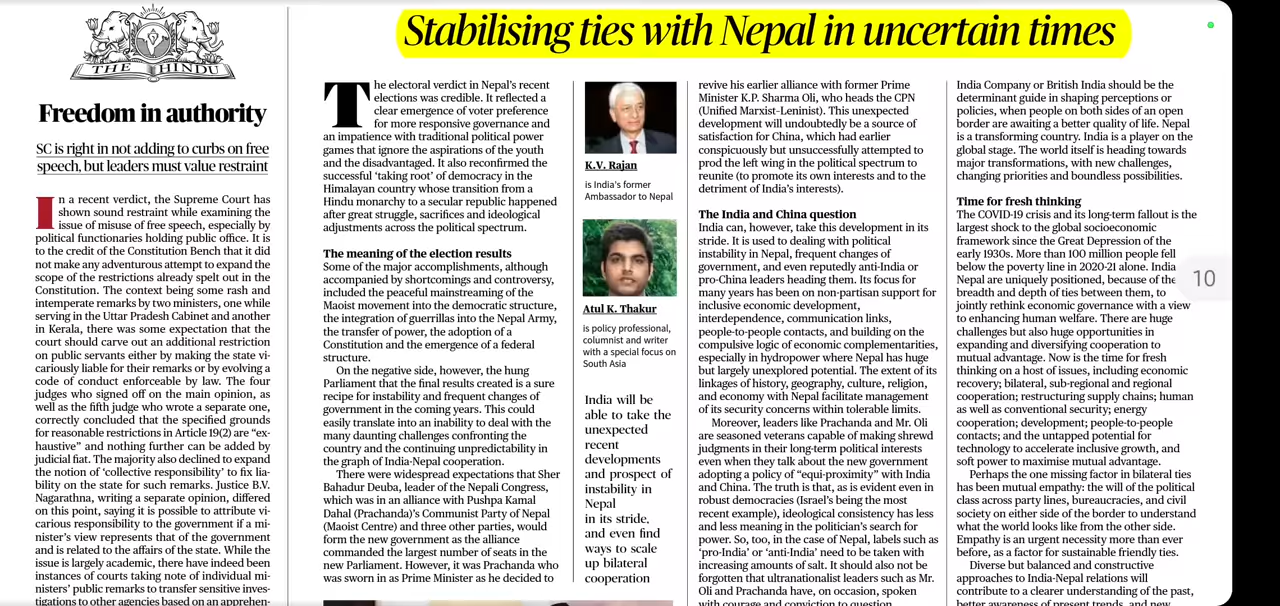 THE HINDU
Freedom in authority
SC is right in not adding to curbs on free
speech, but leaders must value restraint
In a recent verdict, the Supreme Court has
shown sound restraint while examining the
issue of misuse of free speech, especially by
political functionaries holding public office. It is
to the credit of the Constitution Bench that it did
not make any adventurous attempt to expand the
scope of the restrictions already spelt out in the
Constitution. The context being some rash and
intemperate remarks by two ministers, one while
serving in the Uttar Pradesh Cabinet and another
in Kerala, there was some expectation that the
court should carve out an additional restriction
on public servants either by making the state vi-
cariously liable for their remarks or by evolving a
code of conduct enforceable by law. The four
judges who signed off on the main opinion, as
well as the fifth judge who wrote a separate one,
correctly concluded that the specified grounds
for reasonable restrictions in Article 19(2) are “ex-
haustive” and nothing further can be added by
judicial fiat. The majority also declined to expand
the notion of ‘collective responsibility’ to fix lia-
bility on the state for such remarks. Justice B.V.
Nagarathna, writing a separate opinion, differed
on this point, saying it is possible to attribute vi-
carious responsibility to the government if a mi-
nister’s view represents that of the government
and is related to the affairs of the state. While the
issue is largely academic, there have indeed been
instances of courts taking note of individual mi-
nisters’ public remarks to transfer sensitive inves-
tigations to other agencies based on an apprehen-
Stabilising ties with Nepal in uncertain times
The electoral verdict in Nepal’s recent
elections was credible. It reflected a
clear emergence of voter preference
for more responsive governance and
an impatience with traditional political power
games that ignore the aspirations of the youth
and the disadvantaged. It also reconfirmed the
successful ‘taking root’ of democracy in the
Himalayan country whose transition from a
Hindu monarchy to a secular republic happened
after great struggle, sacrifices and ideological
adjustments across the political spectrum.
The meaning of the election results
Some of the major accomplishments, although
accompanied by shortcomings and controversy,
included the peaceful mainstreaming of the
Maoist movement into the democratic structure,
the integration of guerrillas into the Nepal Army,
the transfer of power, the adoption of a
Constitution and the emergence of a federal
structure.
On the negative side, however, the hung
Parliament that the final results created is a sure
recipe for instability and frequent changes of
government in the coming years. This could
easily translate into an inability to deal with the
many daunting challenges confronting the
country and the continuing unpredictability in
the graph of India-Nepal cooperation.
There were widespread expectations that Sher
Bahadur Deuba, leader of the Nepali Congress,
which was in an alliance with Pushpa Kamal
Dahal (Prachanda)’s Communist Party of Nepal
(Maoist Centre) and three other parties, would
form the new government as the alliance
commanded the largest number of seats in the
new Parliament. However, it was Prachanda who
was sworn in as Prime Minister as he decided to
K.V. Rajan
is India’s former
Ambassador to Nepal
Atul K. Thakur
is policy professional,
columnist and writer
with a special focus on
South Asia
India will be
able to take the
unexpected
recent
developments
and prospect of
instability in
Nepal
in its stride,
and even find
ways to scale
up bilateral
cooperation
revive his earlier alliance with former Prime
Minister K.P. Sharma Oli, who heads the CPN
(Unified Marxist-Leninist). This unexpected
development will undoubtedly be a source of
satisfaction for China, which had earlier
conspicuously but unsuccessfully attempted to
prod the left wing in the political spectrum to
reunite (to promote its own interests and to the
detriment of India’s interests).
The India and China question
India can, however, take this development in its
stride. It is used to dealing with political
instability in Nepal, frequent changes of
government, and even reputedly anti-India or
pro-China leaders heading them. Its focus for
many years has been on non-partisan support for
inclusive economic development,
interdependence, communication links,
people-to-people contacts, and building on the
compulsive logic of economic complementarities,
especially in hydropower where Nepal has huge
but largely unexplored potential. The extent of its
linkages of history, geography, culture, religion,
and economy with Nepal facilitate management
of its security concerns within tolerable limits.
Moreover, leaders like Prachanda and Mr. Oli
are seasoned veterans capable of making shrewd
judgments in their long-term political interests
even when they talk about the new government
adopting a policy of “equi-proximity” with India
and China. The truth is that, as is evident even in
robust democracies (Israel’s being the most
recent example), ideological consistency has less
and less meaning in the politician’s search for
power. So, too, in the case of Nepal, labels such as
‘pro-India’ or ‘anti-India’ need to be taken with
increasing amounts of salt. It should also not be
forgotten that ultranationalist leaders such as Mr.
Oli and Prachanda have, on occasion, spoken
with courage and conviction to question
India Company or British India should be the
determinant guide in shaping perceptions or
policies, when people on both sides of an open
border are awaiting a better quality of life. Nepal
is a transforming country. India is a player on the
global stage. The world itself is heading towards
major transformations, with new challenges,
changing priorities and boundless possibilities.
Time for fresh thinking
The COVID-19 crisis and its long-term fallout is the
largest shock to the global socioeconomic
framework since the Great Depression of the
early 1930s. More than 100 million people fell
below the poverty line in 2020-21 alone. India
Nepal are uniquely positioned, because of the
breadth and depth of ties between them, to
jointly rethink economic governance with a view
to enhancing human welfare. There are huge
challenges but also huge opportunities in
expanding and diversifying cooperation to
mutual advantage. Now is the time for fresh
thinking on a host of issues, including economic
recovery; bilateral, sub-regional and regional
cooperation; restructuring supply chains; human
as well as conventional security; energy
cooperation; development; people-to-people
contacts; and the untapped potential for
technology to accelerate inclusive growth, and
soft power to maximise mutual advantage.
Perhaps the one missing factor in bilateral ties
has been mutual empathy: the will of the political
class across party lines, bureaucracies, and civil
society on either side of the border to understand
what the world looks like from the other side.
Empathy is an urgent necessity more than ever
before, as a factor for sustainable friendly ties.
Diverse but balanced and constructive
approaches to India-Nepal relations will
contribute to a clearer understanding of the past,
better awareness of present trends, and new
10